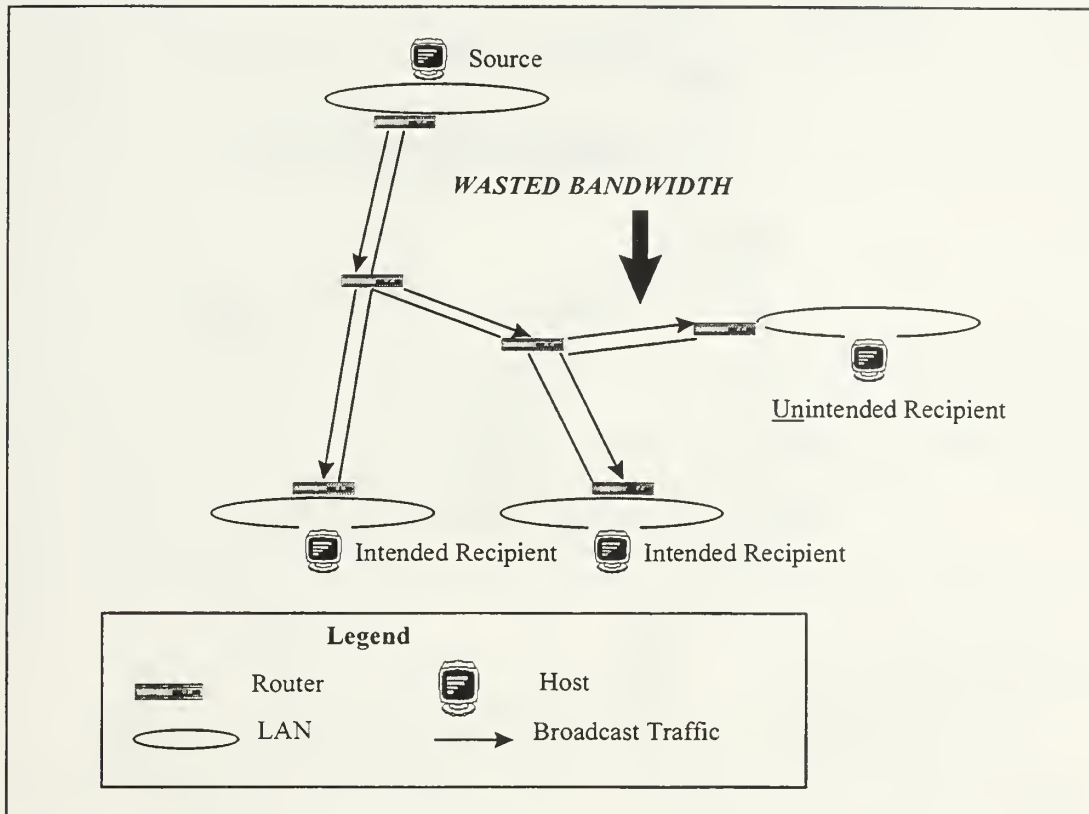 Source
WASTED BANDWIDTH
Unintended Recipient
Intended Recipient
Intended Recipient
Legend
Router
Host
LAN
Broadcast Traffic